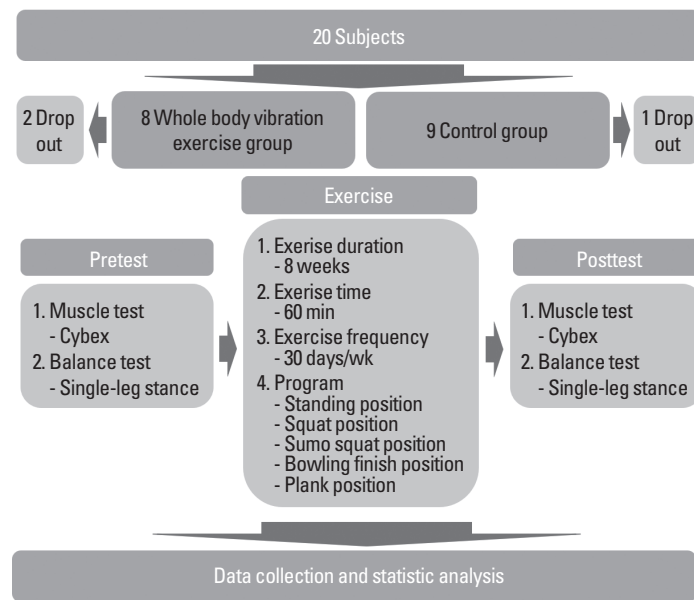 20 Subjects
2 Drop
out
8 Whole body vibration
exercise group
9 Control group
1 Drop
out
Exercise
Pretest
1. Muscle test
- Cybex
2. Balance test
- Single-leg stance
1. Exerise duration
- 8 weeks
2. Exerise time
- 60 min
3. Exercise frequency
- 30 days/wk
4. Program
- Standing position
- Squat position
- Sumo squat position
- Bowling finish position
- Plank position
Posttest
1. Muscle test
- Cybex
2. Balance test
- Single-leg stance
Data collection and statistic analysis